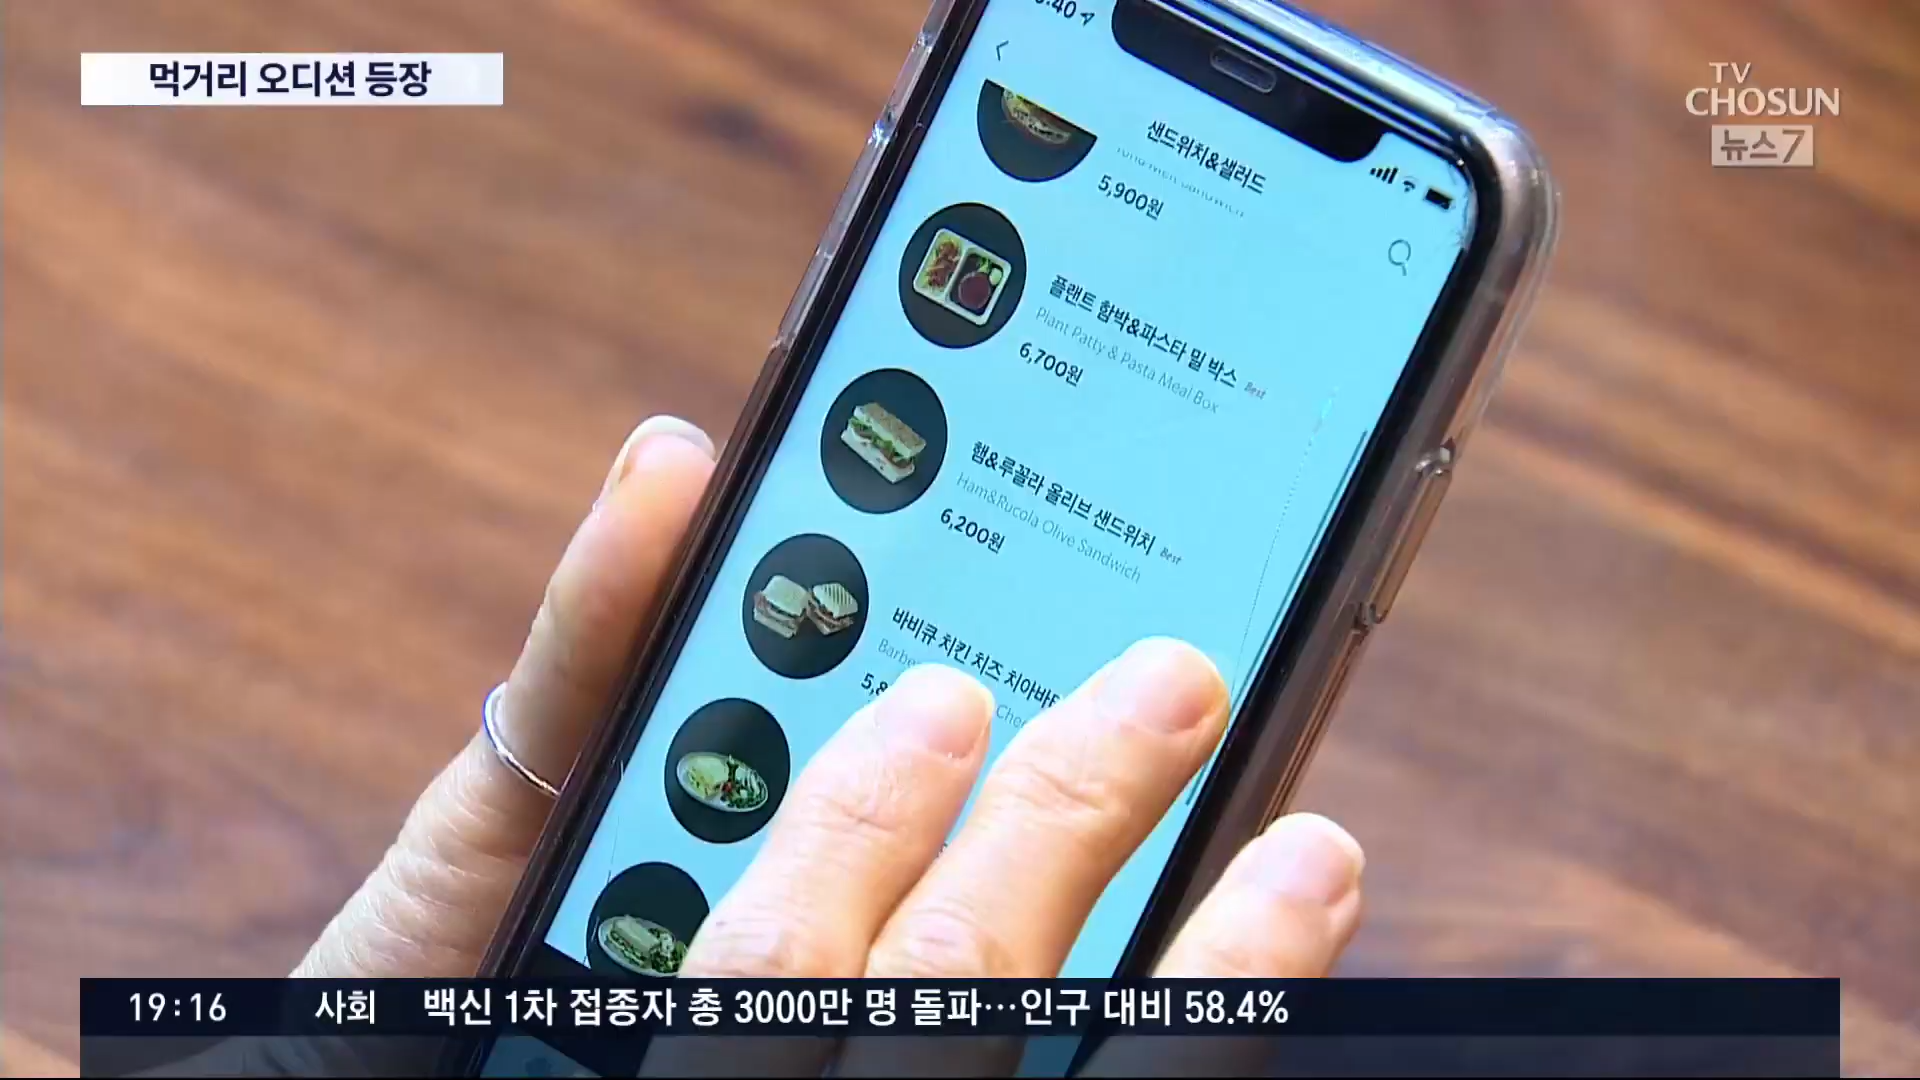 먹거리 오디션 등장
TV
CHOSUN
뉴스7
샌드위치&샐러드
5,900원
플랜트 함박&파스타 밀 박스 Best
Plant Patty & Pasta Meal Box
6,700원
햄&루꼴라 올리브 샌드위치 Best
Ham&Rucola Olive Sandwich
6,200원
바비큐 치킨 치즈 치아바
19:16 사회 백신 1차 접종자 총 3000만 명 돌파…인구 대비 58.4%